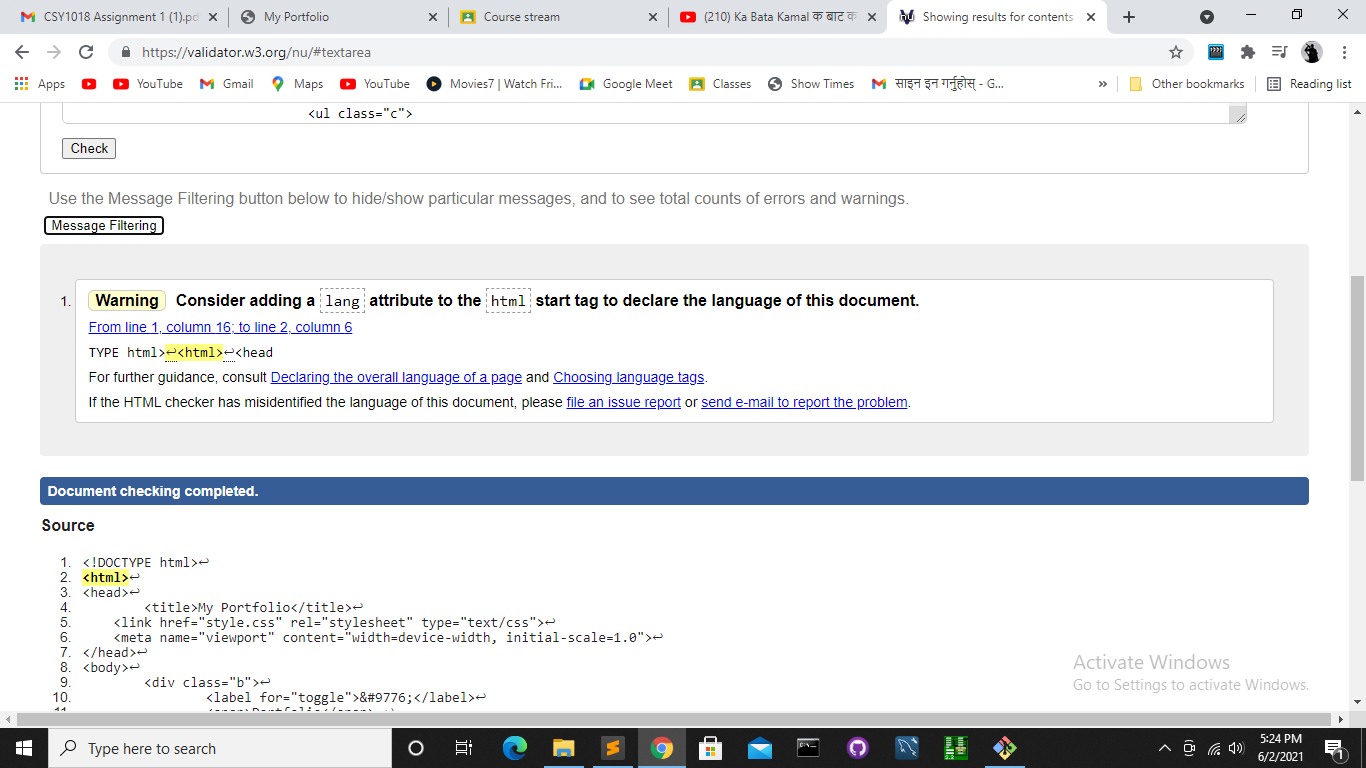 CSY1018 Assignment 1 (1).pd
My Portfolio
Course stream
(210) Ka Bata Kamal क बाट क
Showing results for contents
https://validator.w3.org/nu/#textarea
Apps YouTube Gmail Maps YouTube Movies7 | Watch Fri... Google Meet Classes Show Times साइन इन गर्नुहोस् - G... » Other bookmarks Reading list
<ul class="c">
Check
Use the Message Filtering button below to hide/show particular messages, and to see total counts of errors and warnings.
Message Filtering
1. Warning Consider adding a lang attribute to the html start tag to declare the language of this document.
From line 1, column 16; to line 2, column 6
TYPE html>↩<html>↩<head
For further guidance, consult Declaring the overall language of a page and Choosing language tags.
If the HTML checker has misidentified the language of this document, please file an issue report or send e-mail to report the problem.
Document checking completed.
Source
1. <!DOCTYPE html>↩
2. <html>↩
3. <head>↩
4. <title>My Portfolio</title>↩
5. <link href="style.css" rel="stylesheet" type="text/css">↩
6. <meta name="viewport" content="width=device-width, initial-scale=1.0">↩
7. </head>↩
8. <body>↩
9. <div class="b">↩
10. <label for="toggle">&#9776;</label>↩
Activate Windows
Go to Settings to activate Windows.
Type here to search
5:24 PM
6/2/2021
1